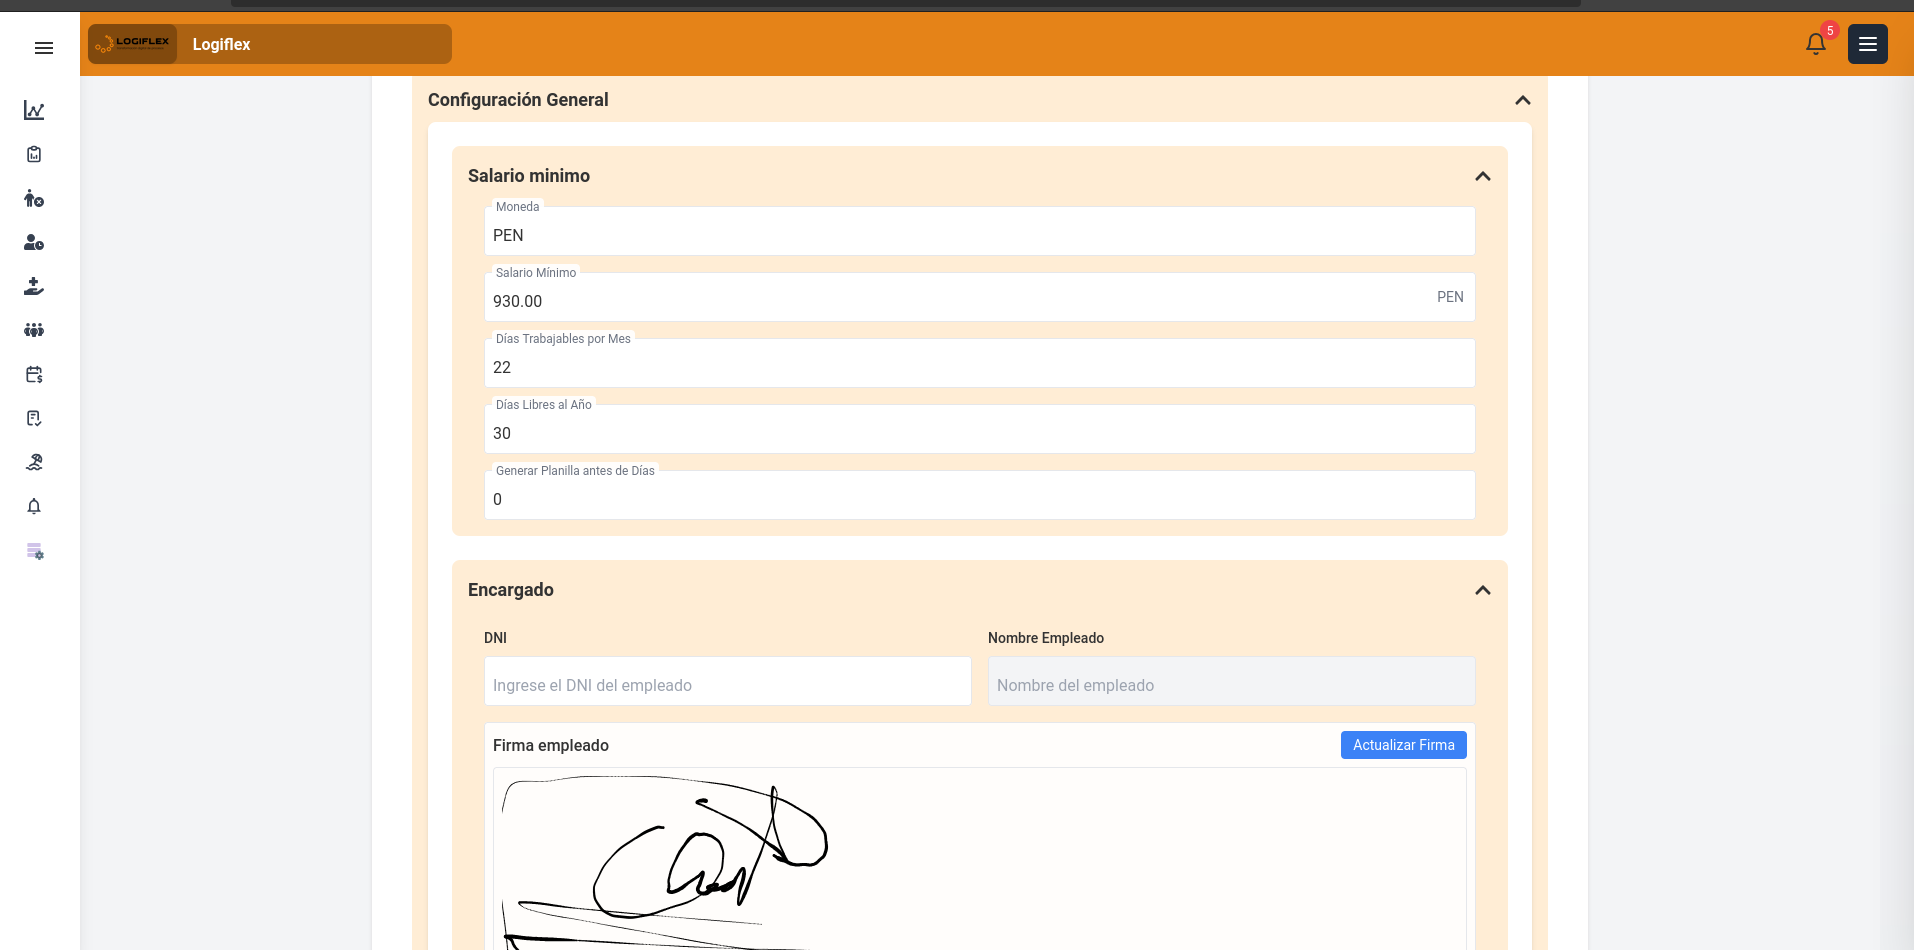 LOGIFLEX
Logiflex
5
Configuración General
Salario minimo
Moneda
PEN
Salario Mínimo
930.00
PEN
Días Trabajables por Mes
22
Días Libres al Año
30
Generar Planilla antes de Días
0
Encargado
DNI
Nombre Empleado
Ingrese el DNI del empleado
Nombre del empleado
Firma empleado
Actualizar Firma